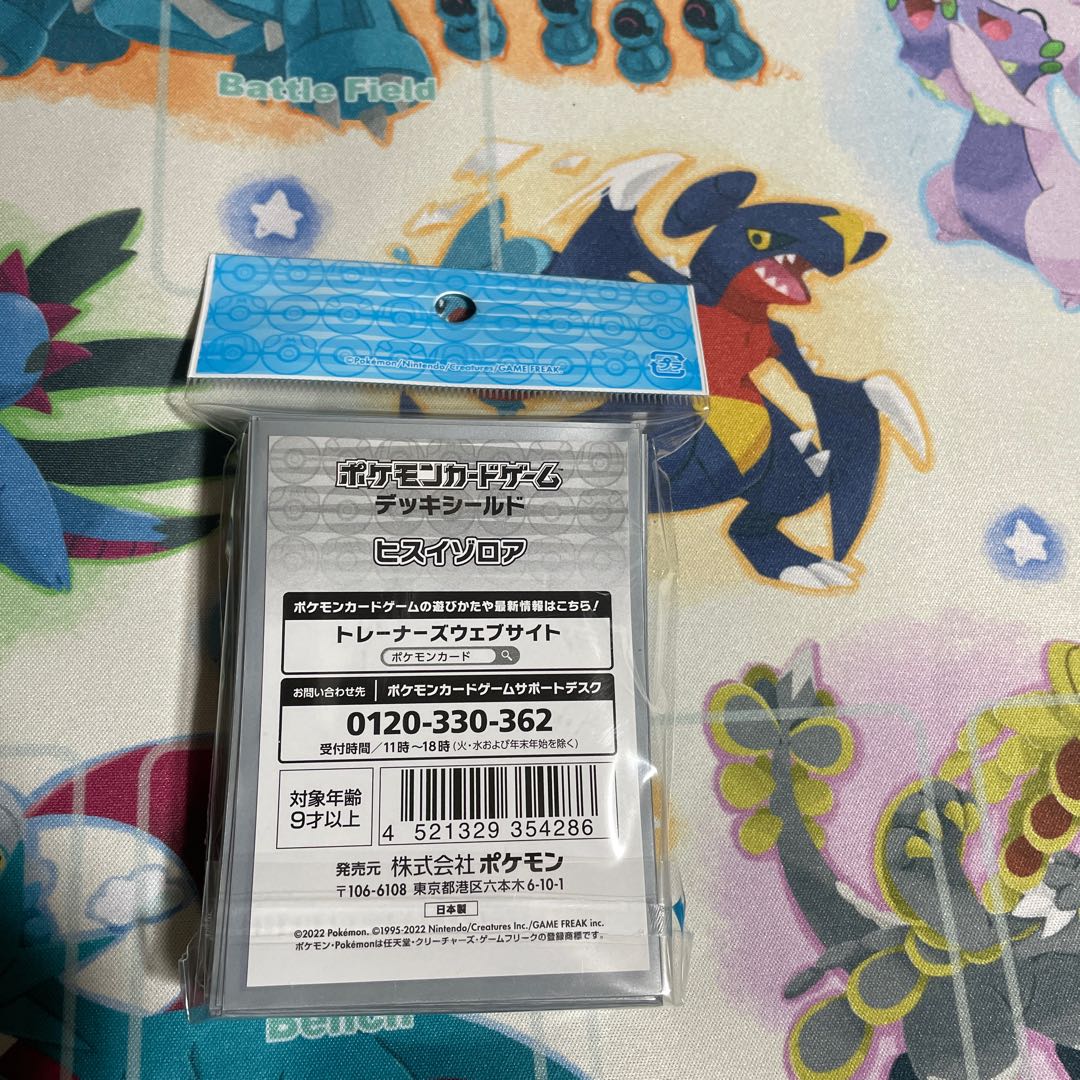 Battle Field
©Pokémon/Nintendo/Creatures/GAME FREAK.
プラ
ポケモンカードゲーム
デッキシールド
ヒスイゾロア
ポケモンカードゲームの遊びかたや最新情報はこちら!
トレーナーズウェブサイト
ポケモンカード
お問い合わせ先 ポケモンカードゲームサポートデスク
0120-330-362
受付時間/11時〜18時(火・水および年末年始を除く)
対象年齢
9才以上
4 521329 354286
発売元 株式会社 ポケモン
〒106-6108 東京都港区六本木6-10-1
日本製
©2022 Pokémon. ©1995-2022 Nintendo/Creatures Inc./GAME FREAK inc.
ポケモン・Pokémonは任天堂・クリーチャーズ・ゲームフリークの登録商標です。
Bench